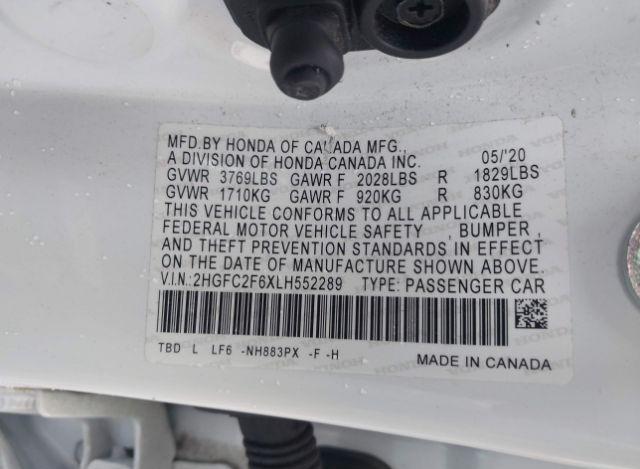 MFD.BY HONDA OF CANADA MFG.,
A DIVISION OF HONDA CANADA INC. 05/'20
GVWR 3769LBS GAWR F 2028LBS R 1829LBS
GVWR 1710KG GAWR F 920KG R 830KG
THIS VEHICLE CONFORMS TO ALL APPLICABLE
FEDERAL MOTOR VEHICLE SAFETY , BUMPER ,
AND THEFT PREVENTION STANDARDS IN EFFECT
ON THE DATE OF MANUFACTURE SHOWN ABOVE.
V.I.N.:2HGFC2F6XLH552289 TYPE: PASSENGER CAR
TBD L LF6 -NH883PX -F -H
MADE IN CANADA